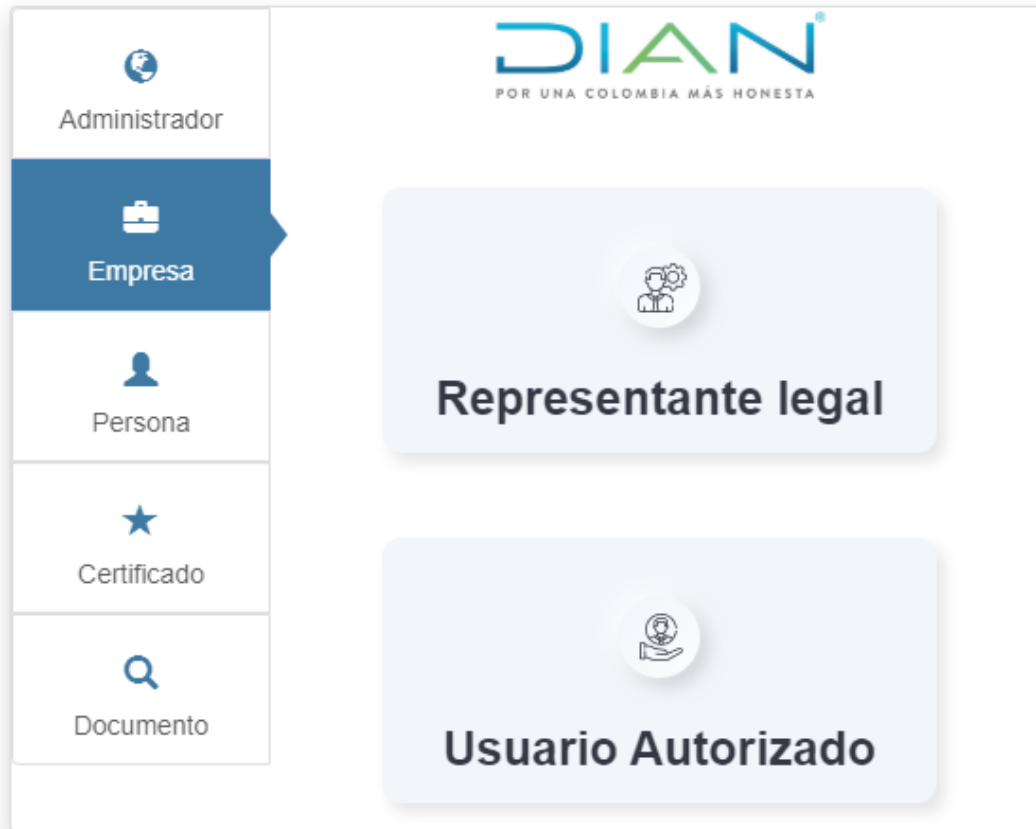 DIAN®
POR UNA COLOMBIA MÁS HONESTA
Administrador
Empresa
Persona
Certificado
Documento
Representante legal
Usuario Autorizado